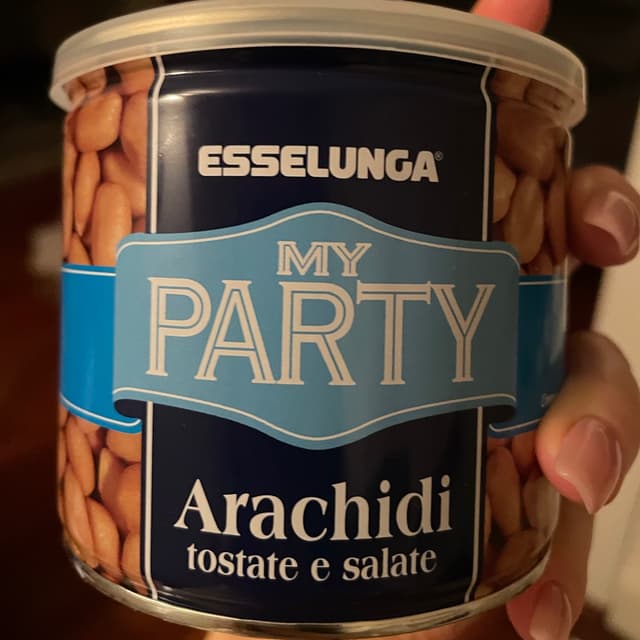 ESSELUNGA®
MY
PARTY
Arachidi
tostate e salate